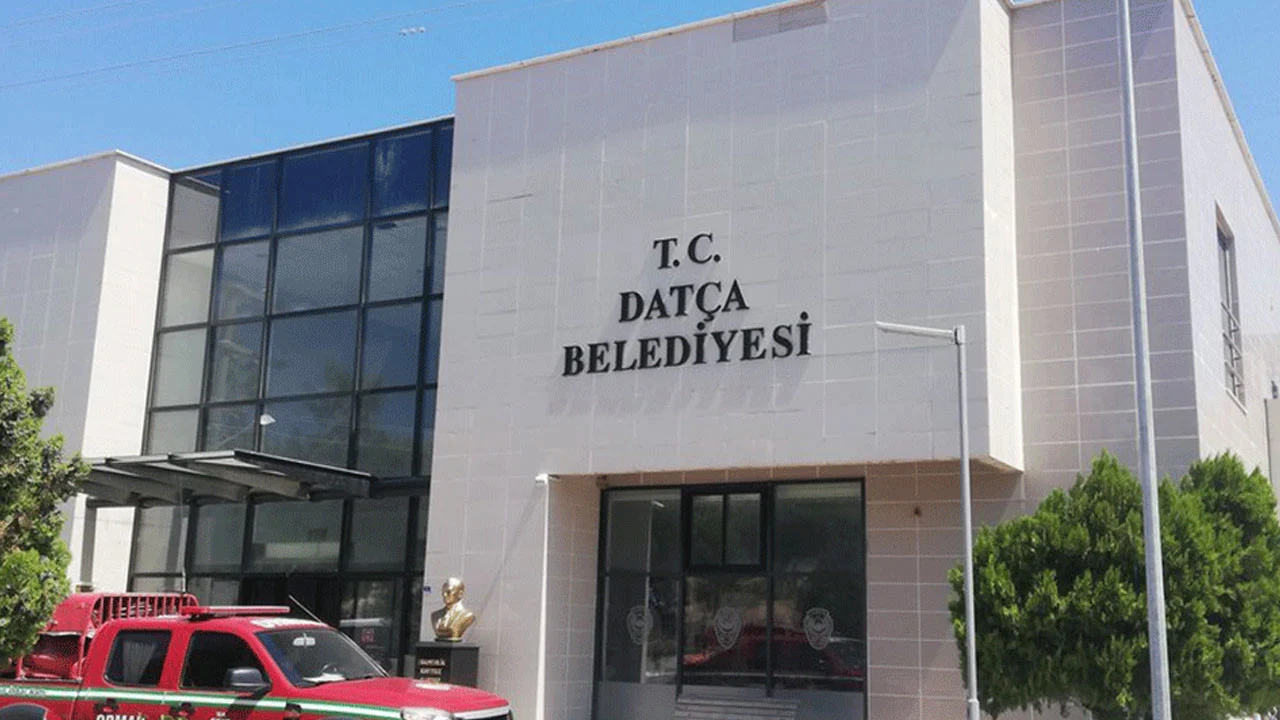 T. C.
DATÇA
BELEDİYESİ